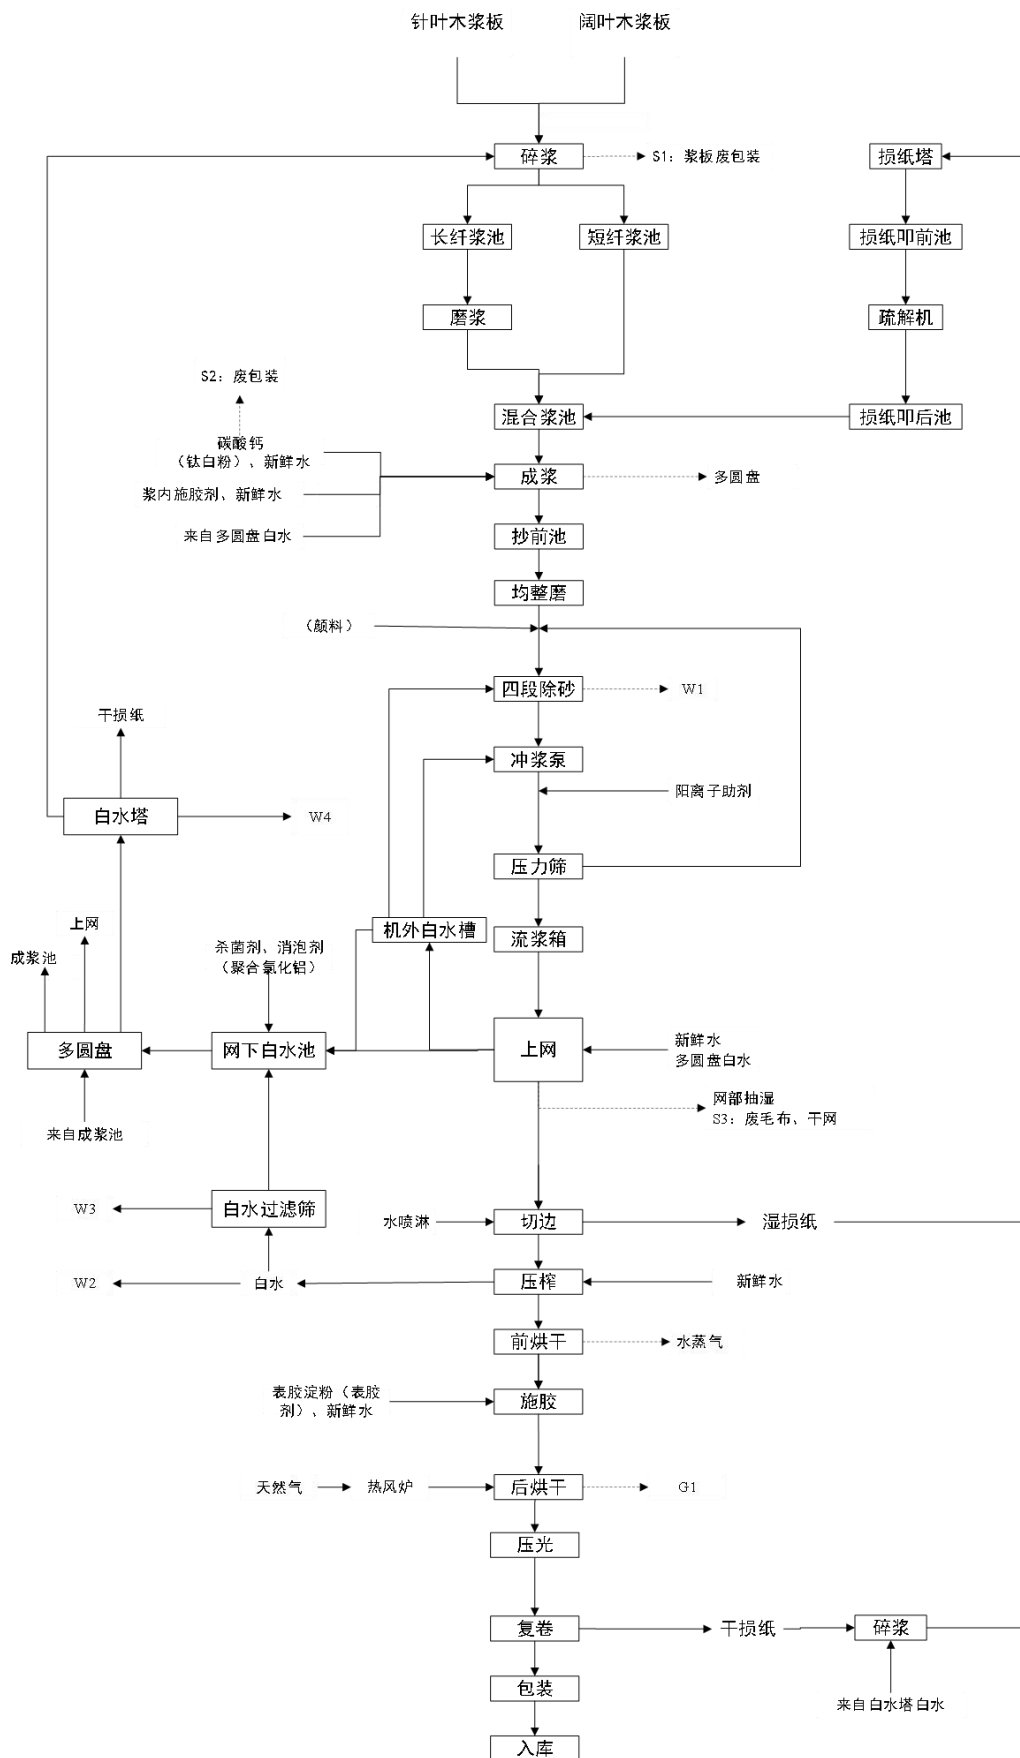 针叶木浆板
阔叶木浆板
碎浆
S1：浆板废包装
损纸塔
长纤浆池
短纤浆池
损纸叩前池
磨浆
疏解机
S2：废包装
混合浆池
损纸叩后池
碳酸钙
（钛白粉）、新鲜水
成浆
多圆盘
浆内施胶剂、新鲜水
来自多圆盘白水
抄前池
均整磨
（颜料）
四段除砂
W1
干损纸
冲浆泵
阳离子助剂
白水塔
W4
压力筛
上网
机外白水槽
流浆箱
成浆池
杀菌剂、消泡剂
（聚合氯化铝）
多圆盘
网下白水池
上网
新鲜水
多圆盘白水
网部抽湿
S3：废毛布、干网
来自成浆池
W3
白水过滤筛
水喷淋
切边
湿损纸
W2
白水
压榨
新鲜水
前烘干
水蒸气
表胶淀粉（表胶
剂）、新鲜水
施胶
天然气
热风炉
后烘干
G1
压光
复卷
干损纸
碎浆
包装
来自白水塔白水
入库